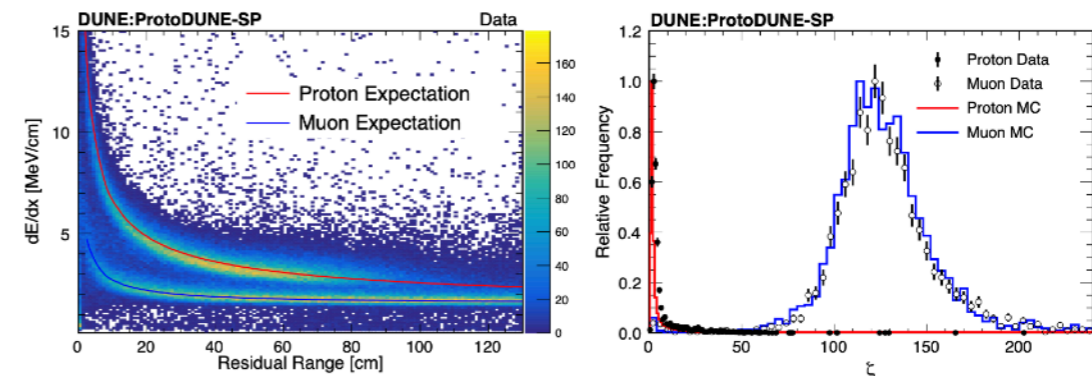 DUNE:ProtoDUNE-SP Data
15
10
5
dE/dx [MeV/cm]
Proton Expectation
Muon Expectation
0 20 40 60 80 100 120
Residual Range [cm]
160
140
120
100
80
60
40
20
0
DUNE:ProtoDUNE-SP
1.2
1.0
0.8
0.6
0.4
0.2
0.0
Relative Frequency
Proton Data
Muon Data
Proton MC
Muon MC
0 50 100 150 200
ζ